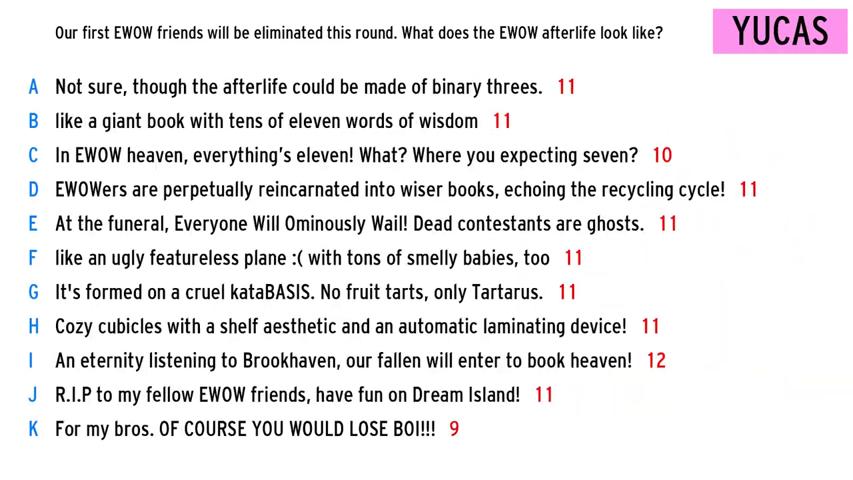 Our first EWOW friends will be eliminated this round. What does the EWOW afterlife look like?
YUCAS
A Not sure, though the afterlife could be made of binary threes. 11
B like a giant book with tens of eleven words of wisdom 11
C In EWOW heaven, everything's eleven! What? Where you expecting seven? 10
D EWOWers are perpetually reincarnated into wiser books, echoing the recycling cycle! 11
E At the funeral, Everyone Will Ominously Wail! Dead contestants are ghosts. 11
F like an ugly featureless plane :( with tons of smelly babies, too 11
G It's formed on a cruel kataBASIS. No fruit tarts, only Tartarus. 11
H Cozy cubicles with a shelf aesthetic and an automatic laminating device! 11
I An eternity listening to Brookhaven, our fallen will enter to book heaven! 12
J R.I.P to my fellow EWOW friends, have fun on Dream Island! 11
K For my bros. OF COURSE YOU WOULD LOSE BOI!!! 9